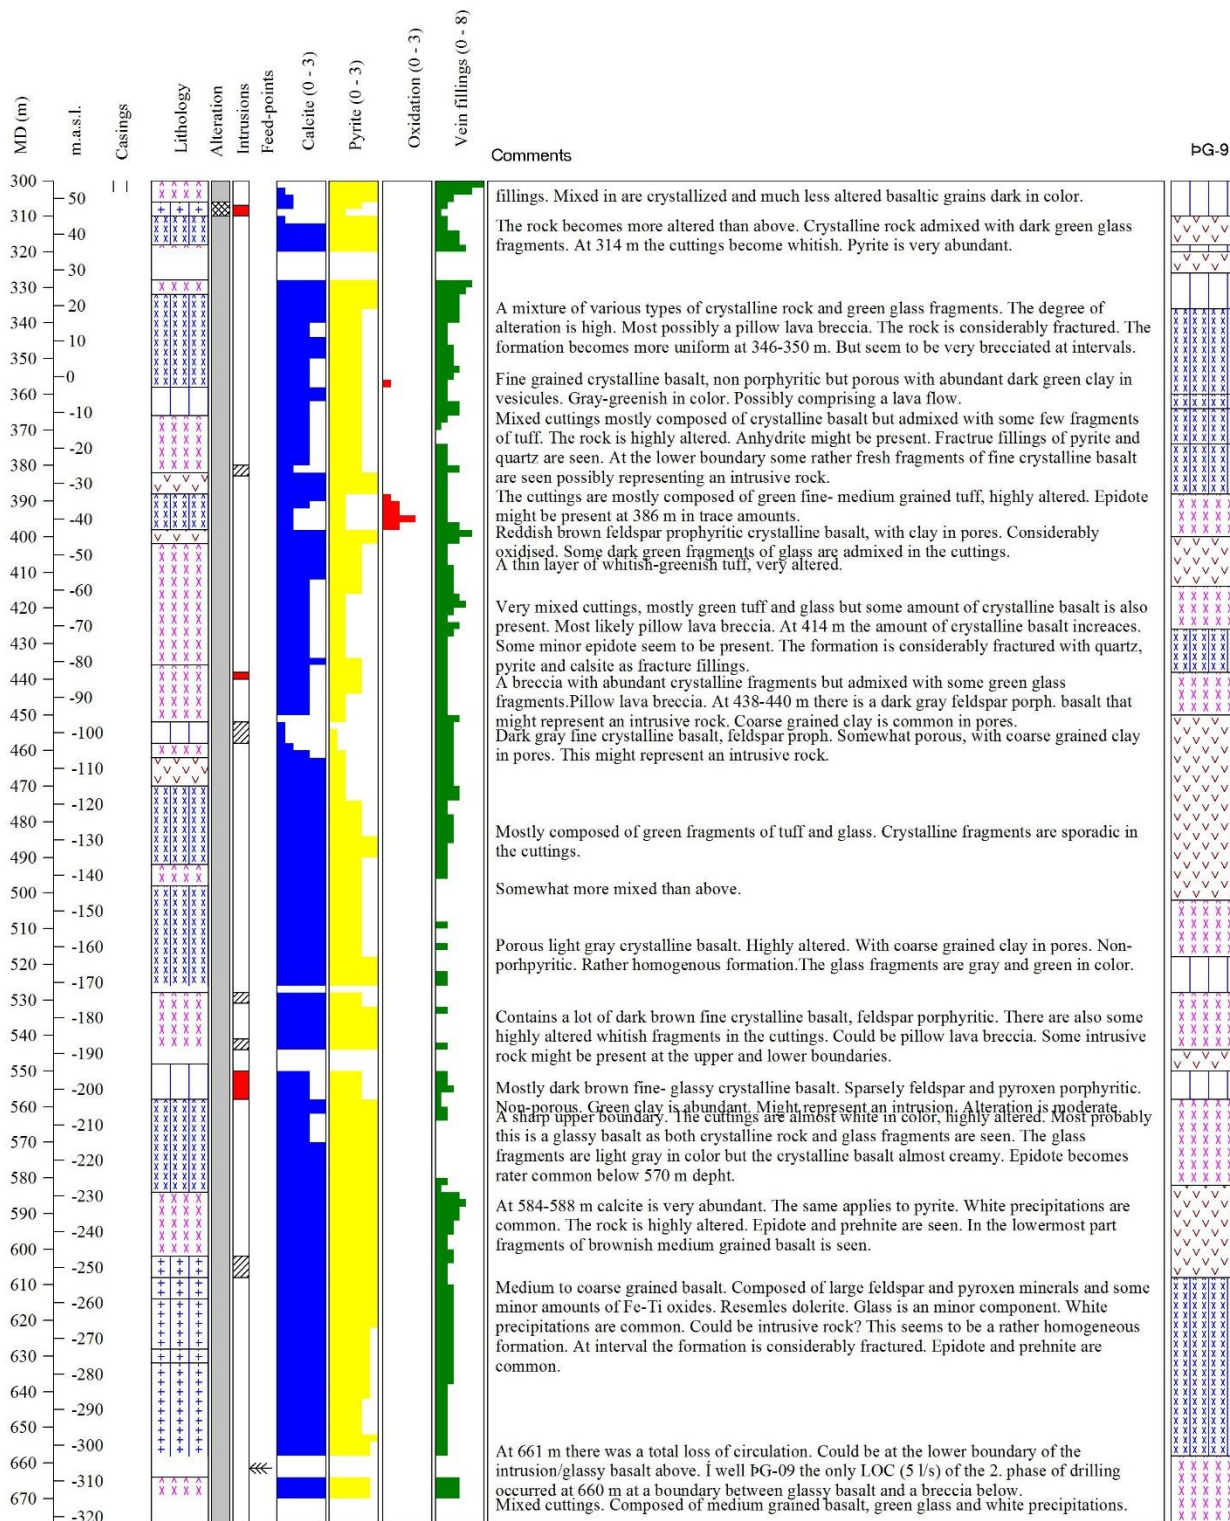 MD (m)
m.a.s.l.
Casings
Lithology
Alteration
Intrusions
Feed-points
Calcite (0 - 3)
Pyrite (0 - 3)
Oxidation (0 - 3)
Vein fillings (0 - 8)
Comments
ÞG-9
300
50
310
40
320
30
330
20
340
10
350
0
360
-10
370
-20
380
-30
390
-40
400
-50
410
-60
420
-70
430
-80
440
-90
450
-100
460
-110
470
-120
480
-130
490
-140
500
-150
510
-160
520
-170
530
-180
540
-190
550
-200
560
-210
570
-220
580
-230
590
-240
600
-250
610
-260
620
-270
630
-280
640
-290
650
-300
660
-310
670
-320
fillings. Mixed in are crystallized and much less altered basaltic grains dark in color.
The rock becomes more altered than above. Crystalline rock admixed with dark green glass
fragments. At 314 m the cuttings become whitish. Pyrite is very abundant.
A mixture of various types of crystalline rock and green glass fragments. The degree of
alteration is high. Most possibly a pillow lava breccia. The rock is considerably fractured. The
formation becomes more uniform at 346-350 m. But seem to be very brecciated at intervals.
Fine grained crystalline basalt, non porphyritic but porous with abundant dark green clay in
vesicules. Gray-greenish in color. Possibly comprising a lava flow.
Mixed cuttings mostly composed of crystalline basalt but admixed with some few fragments
of tuff. The rock is highly altered. Anhydrite might be present. Fractrue fillings of pyrite and
quartz are seen. At the lower boundary some rather fresh fragments of fine crystalline basalt
are seen possibly representing an intrusive rock.
The cuttings are mostly composed of green fine- medium grained tuff, highly altered. Epidote
might be present at 386 m in trace amounts.
Reddish brown feldspar prophyritic crystalline basalt, with clay in pores. Considerably
oxidised. Some dark green fragments of glass are admixed in the cuttings.
A thin layer of whitish-greenish tuff, very altered.
Very mixed cuttings, mostly green tuff and glass but some amount of crystalline basalt is also
present. Most likely pillow lava breccia. At 414 m the amount of crystalline basalt increaces.
Some minor epidote seem to be present. The formation is considerably fractured with quartz,
pyrite and calsite as fracture fillings.
A breccia with abundant crystalline fragments but admixed with some green glass
fragments.Pillow lava breccia. At 438-440 m there is a dark gray feldspar porph. basalt that
might represent an intrusive rock. Coarse grained clay is common in pores.
Dark gray fine crystalline basalt, feldspar proph. Somewhat porous, with coarse grained clay
in pores. This might represent an intrusive rock.
Mostly composed of green fragments of tuff and glass. Crystalline fragments are sporadic in
the cuttings.
Somewhat more mixed than above.
Porous light gray crystalline basalt. Highly altered. With coarse grained clay in pores. Non-
porhpyritic. Rather homogenous formation.The glass fragments are gray and green in color.
Contains a lot of dark brown fine crystalline basalt, feldspar porphyritic. There are also some
highly altered whitish fragments in the cuttings. Could be pillow lava breccia. Some intrusive
rock might be present at the upper and lower boundaries.
Mostly dark brown fine- glassy crystalline basalt. Sparsely feldspar and pyroxen porphyritic.
Non-porous. Green clay is abundant. Might represent an intrusion. Alteration is moderate.
A sharp upper boundary. The cuttings are almost white in color, highly altered. Most probably
this is a glassy basalt as both crystalline rock and glass fragments are seen. The glass
fragments are light gray in color but the crystalline basalt almost creamy. Epidote becomes
rater common below 570 m depht.
At 584-588 m calcite is very abundant. The same applies to pyrite. White precipitations are
common. The rock is highly altered. Epidote and prehnite are seen. In the lowermost part
fragments of brownish medium grained basalt is seen.
Medium to coarse grained basalt. Composed of large feldspar and pyroxen minerals and some
minor amounts of Fe-Ti oxides. Resemles dolerite. Glass is an minor component. White
precipitations are common. Could be intrusive rock? This seems to be a rather homogeneous
formation. At interval the formation is considerably fractured. Epidote and prehnite are
common.
At 661 m there was a total loss of circulation. Could be at the lower boundary of the
intrusion/glassy basalt above. Í well ÞG-09 the only LOC (5 l/s) of the 2. phase of drilling
occurred at 660 m at a boundary between glassy basalt and a breccia below.
Mixed cuttings. Composed of medium grained basalt, green glass and white precipitations.